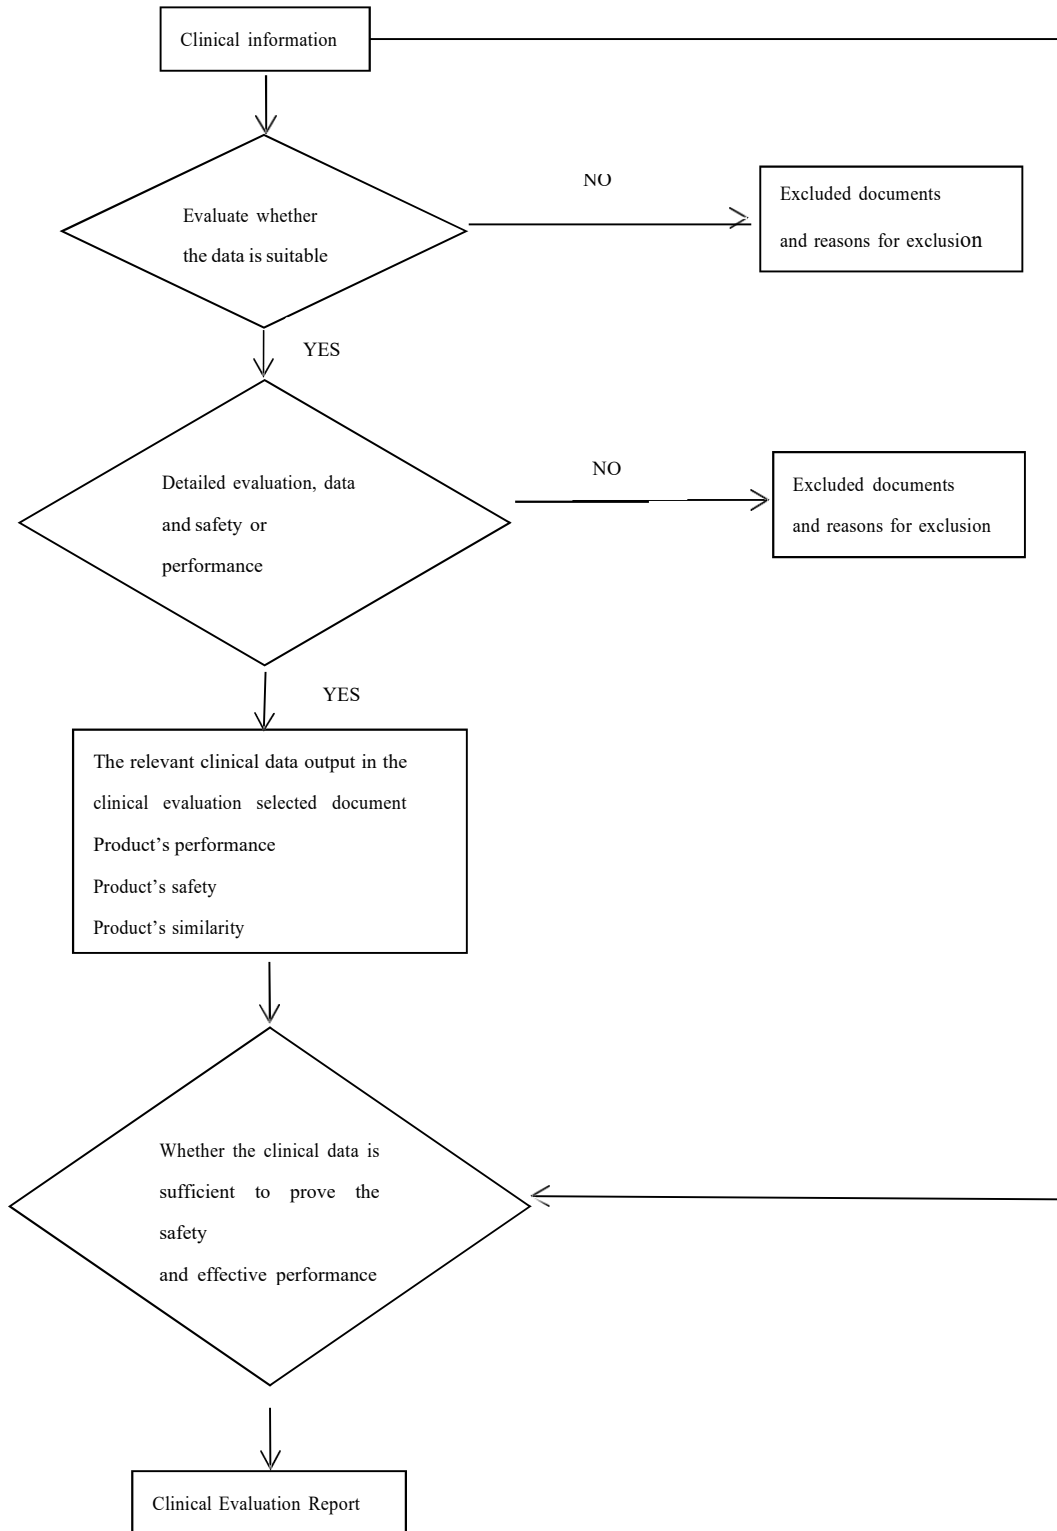 Clinical information
NO
Excluded documents
and reasons for exclusion
Evaluate whether
the data is suitable
YES
NO
Excluded documents
and reasons for exclusion
Detailed evaluation, data
and safety or
performance
YES
The relevant clinical data output in the
clinical evaluation selected document
Product’s performance
Product’s safety
Product’s similarity
Whether the clinical data is
sufficient to prove the
safety
and effective performance
Clinical Evaluation Report